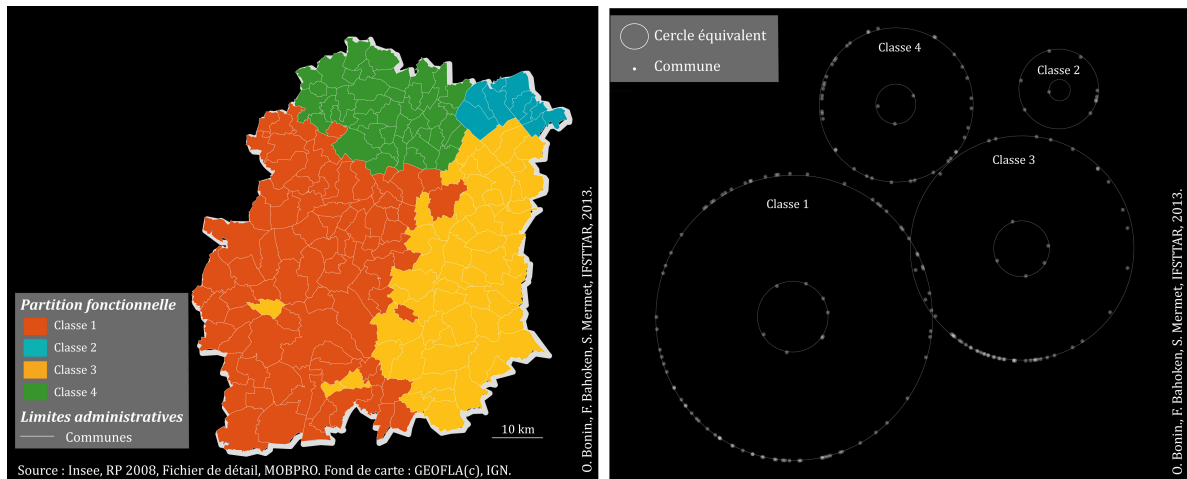 Partition fonctionnelle
Classe 1
Classe 2
Classe 3
Classe 4
Limites administratives
Communes
10 km
Source : Insee, RP 2008, Fichier de détail, MOBPRO. Fond de carte : GEOFLA(c), IGN.
O. Bonin., F. Bahoken, S. Mermet, IFSTTAR, 2013.
Cercle équivalent
Commune
Classe 4
Classe 2
Classe 3
Classe 1
O. Bonin., F. Bahoken, S. Mermet, IFSTTAR, 2013.